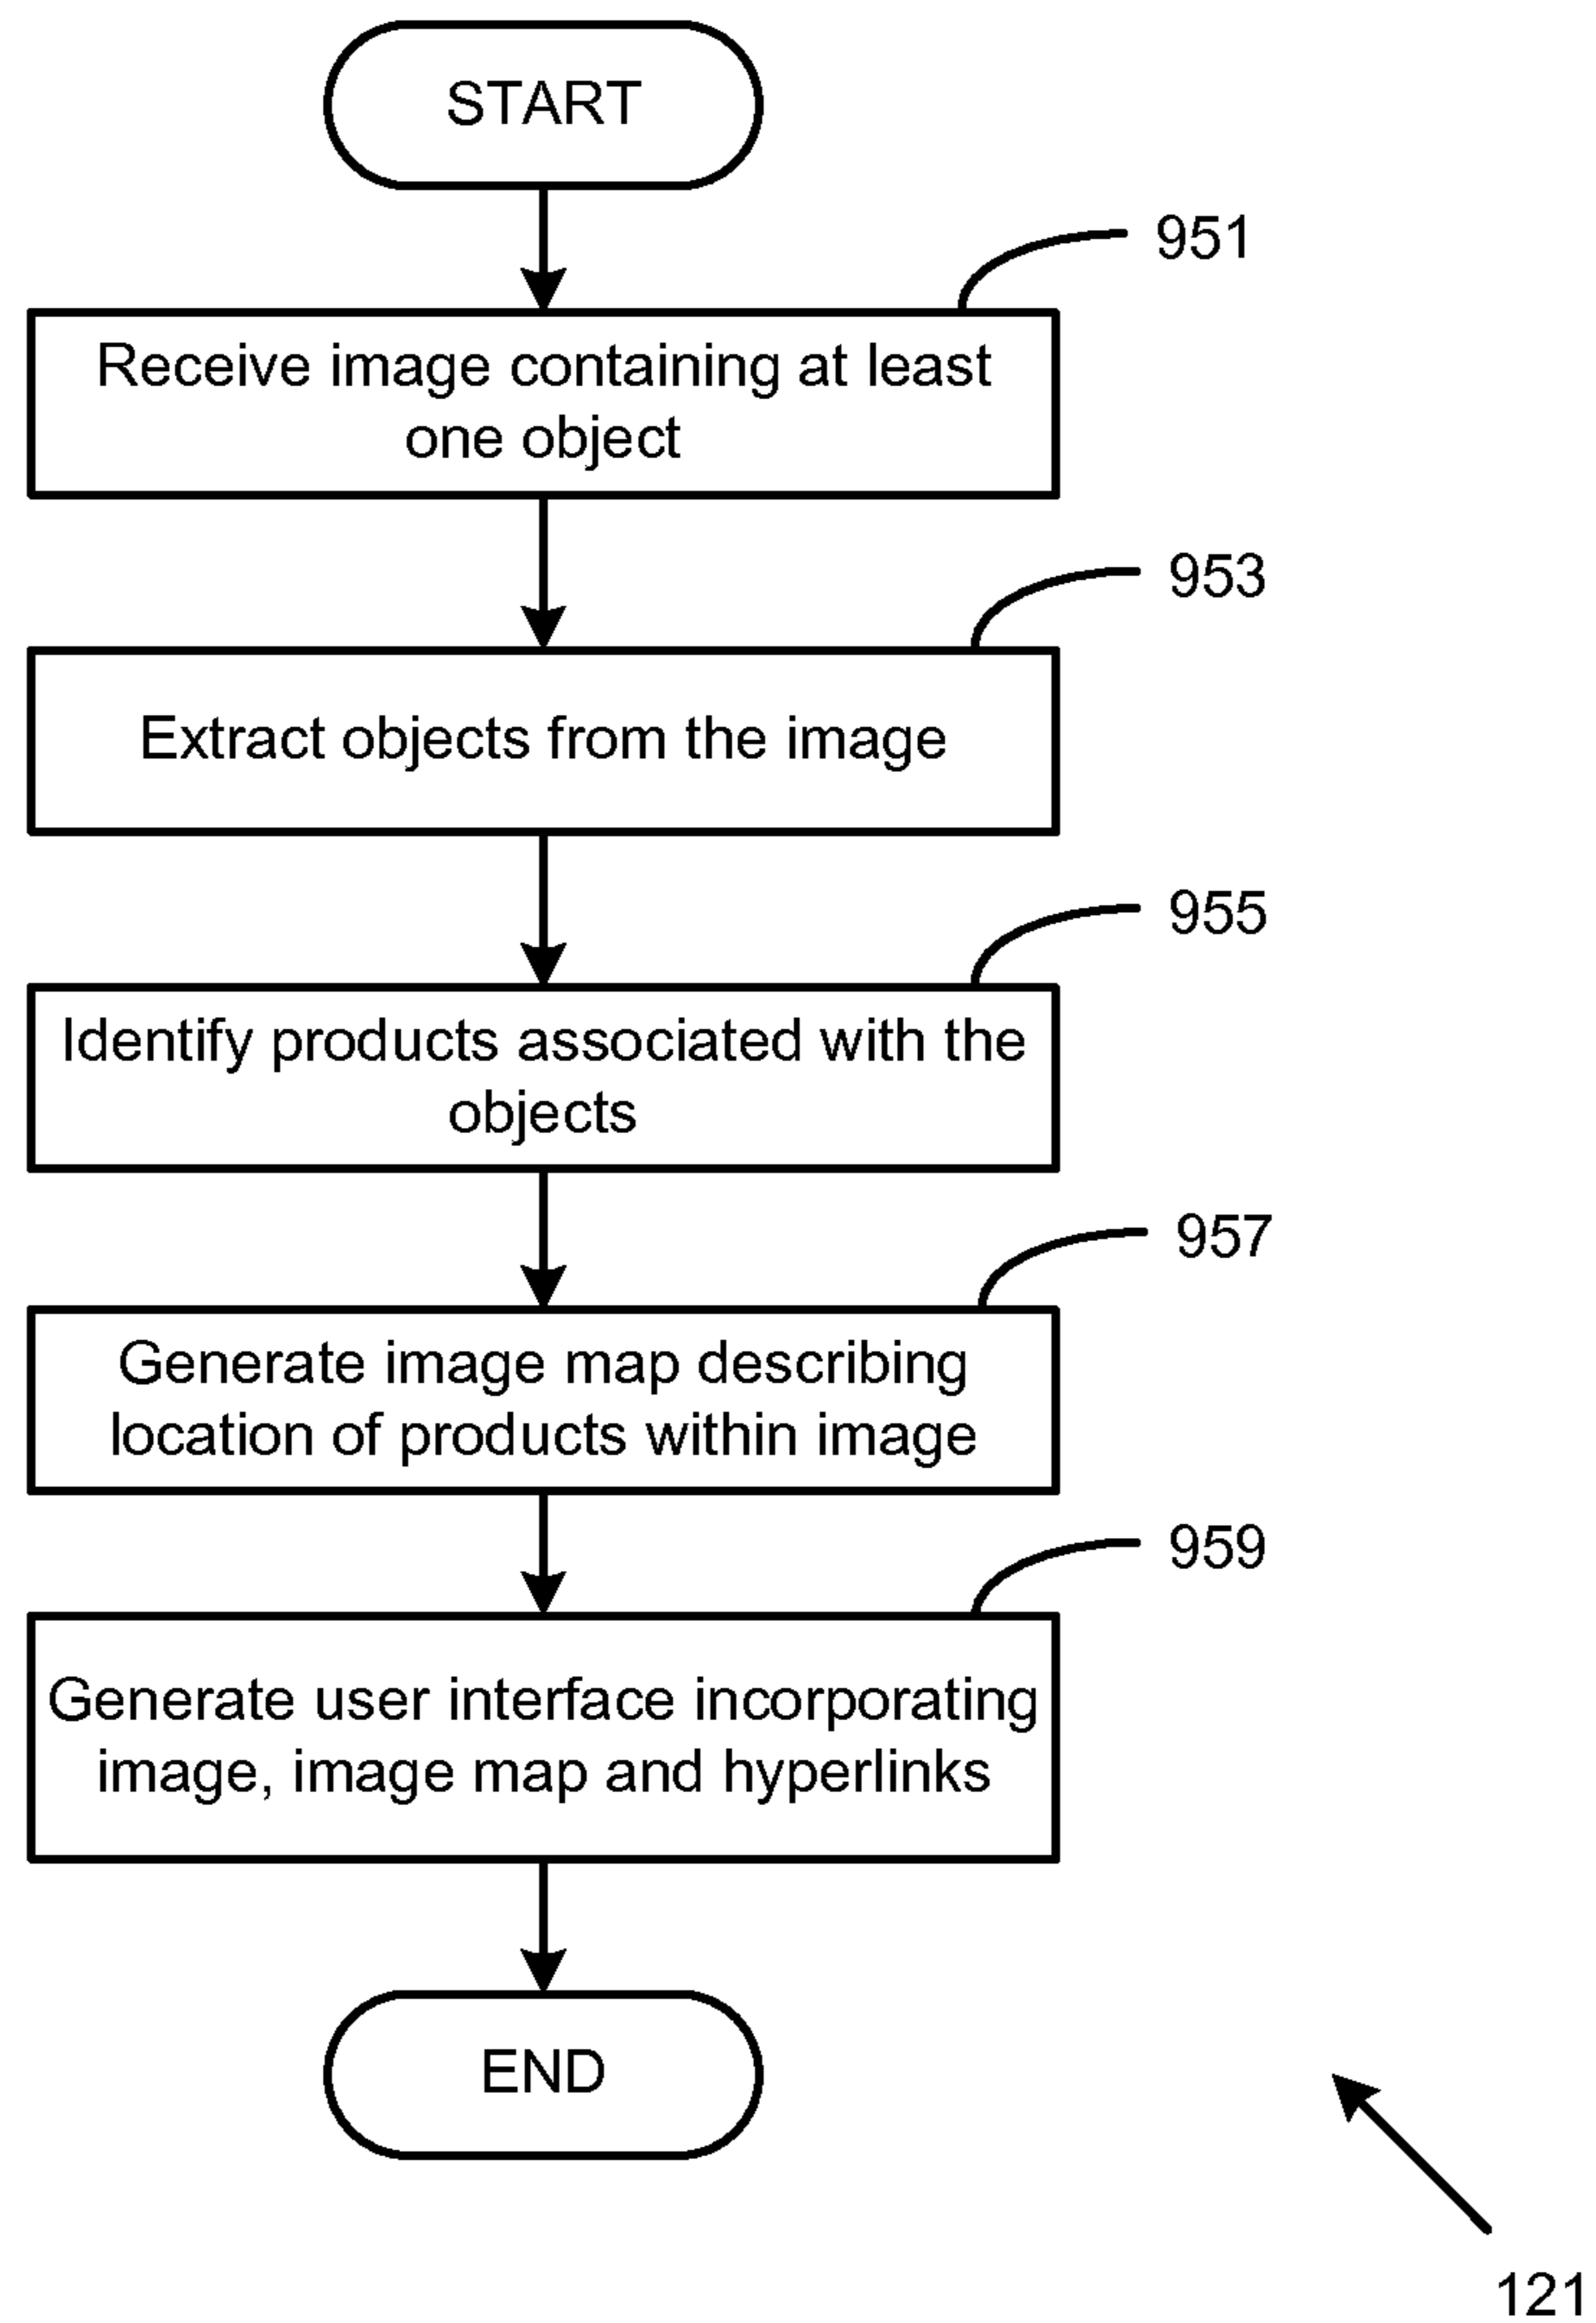 START
951
Receive image containing at least
one object
953
Extract objects from the image
955
Identify products associated with the
objects
957
Generate image map describing
location of products within image
959
Generate user interface incorporating
image, image map and hyperlinks
END
121